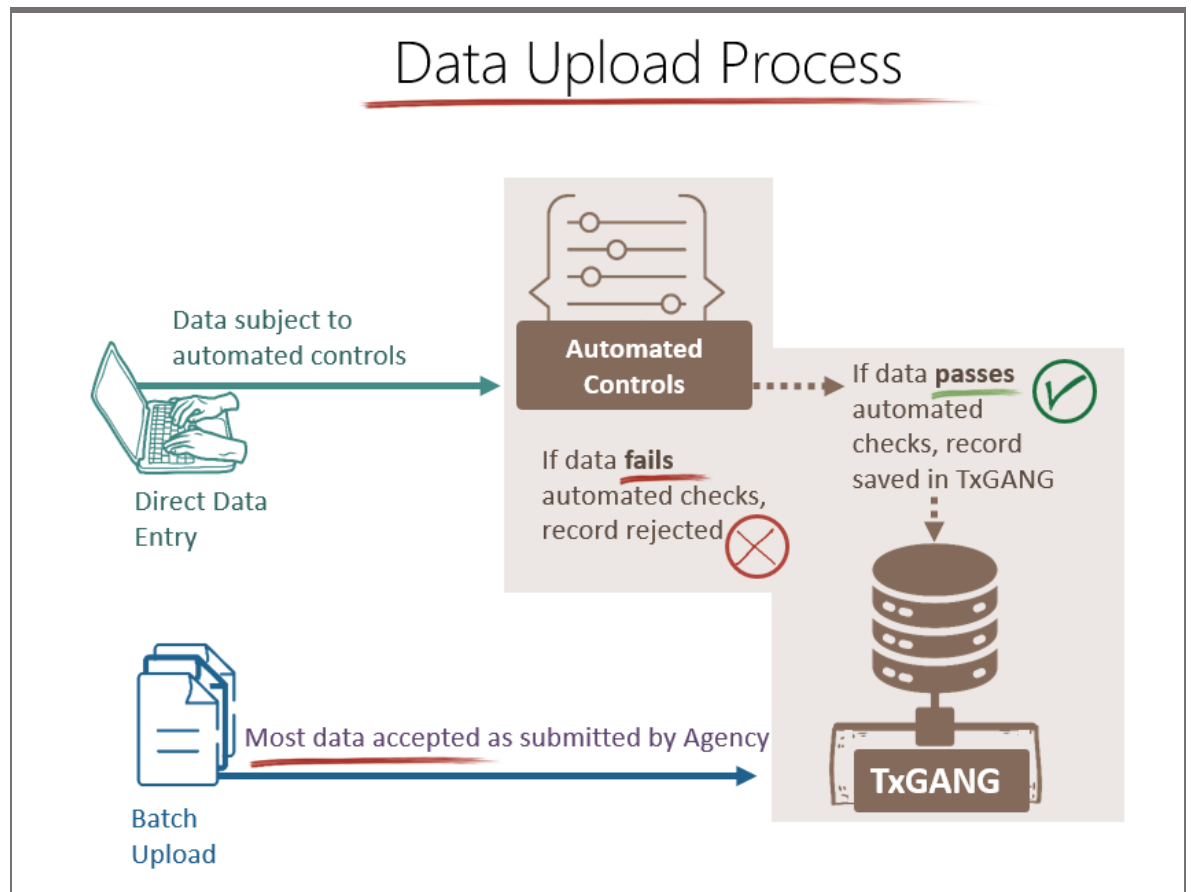 Data Upload Process
Data subject to
automated controls
Automated
Controls
If data passes
automated
checks, record
saved in TxGANG
If data fails
automated checks,
record rejected
Direct Data
Entry
Most data accepted as submitted by Agency
TxGANG
Batch
Upload